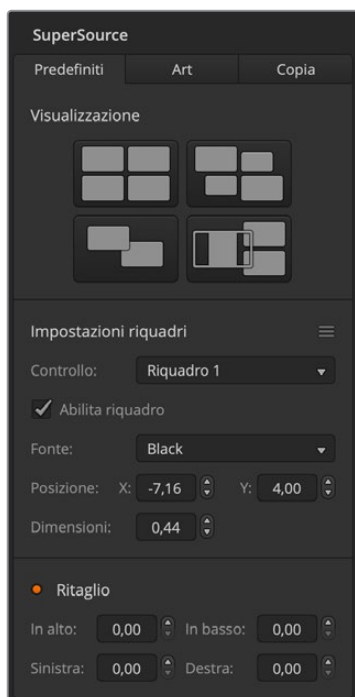 SuperSource
Predefiniti Art Copia
Visualizzazione
Impostazioni riquadri
Controllo: Riquadro 1
Abilita riquadro
Fonte: Black
Posizione: X: -7,16 Y: 4,00
Dimensioni: 0,44
Ritaglio
In alto: 0,00 In basso: 0,00
Sinistra: 0,00 Destra: 0,00